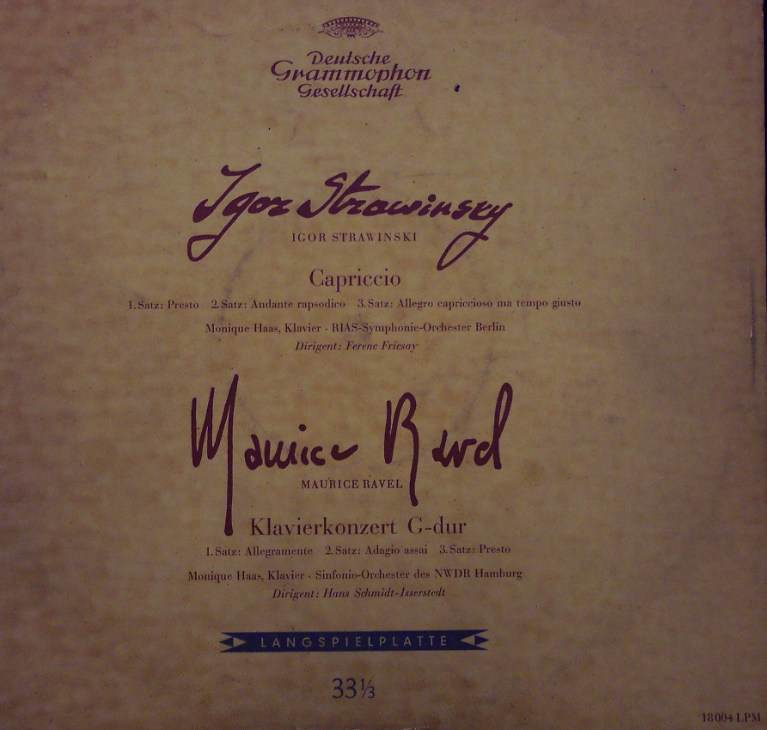 Deutsche
Grammophon
Gesellschaft
Igor Strawinsky
IGOR STRAWINSKI
Capriccio
1. Satz: Presto 2. Satz: Andante rapsodico 3. Satz: Allegro capriccioso ma tempo giusto
Monique Haas, Klavier · RIAS-Symphonie-Orchester Berlin
Dirigent: Ferenc Fricsay
Maurice Ravel
MAURICE RAVEL
Klavierkonzert G-dur
1. Satz: Allegramente 2. Satz: Adagio assai 3. Satz: Presto
Monique Haas, Klavier · Sinfonie-Orchester des NWDR Hamburg
Dirigent: Hans Schmidt-Isserstedt
LANGSPIELPLATTE
33⅓
18004 LPM